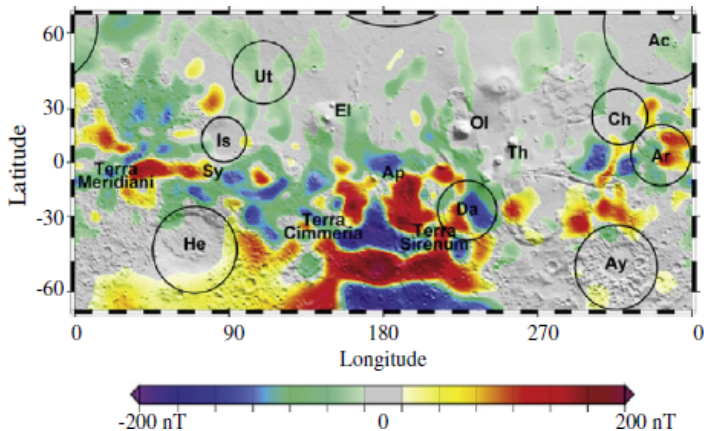 60
30
0
-30
-60
Latitude
Ac
Ut
El
Ol
Ch
Is
Th
Ar
Terra
Meridiani
Sy
Ap
Da
Terra
Cimmeria
Terra
Sirenum
He
Ay
0 90 180 270 0
Longitude
-200 nT 0 200 nT